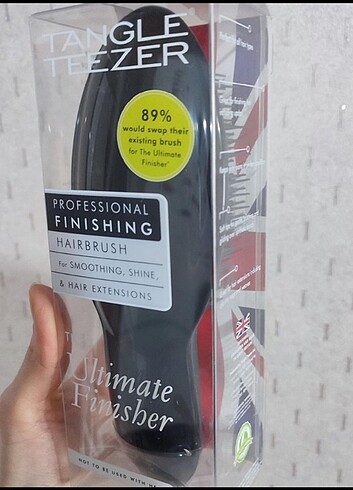 TANGLE
TEEZER
89%
would swap their
existing brush
for The Ultimate
Finisher*
PROFESSIONAL
FINISHING
HAIRBRUSH
For SMOOTHING, SHINE,
& HAIR EXTENSIONS
The
Ultimate
Finisher
NOT TO BE USED WITH